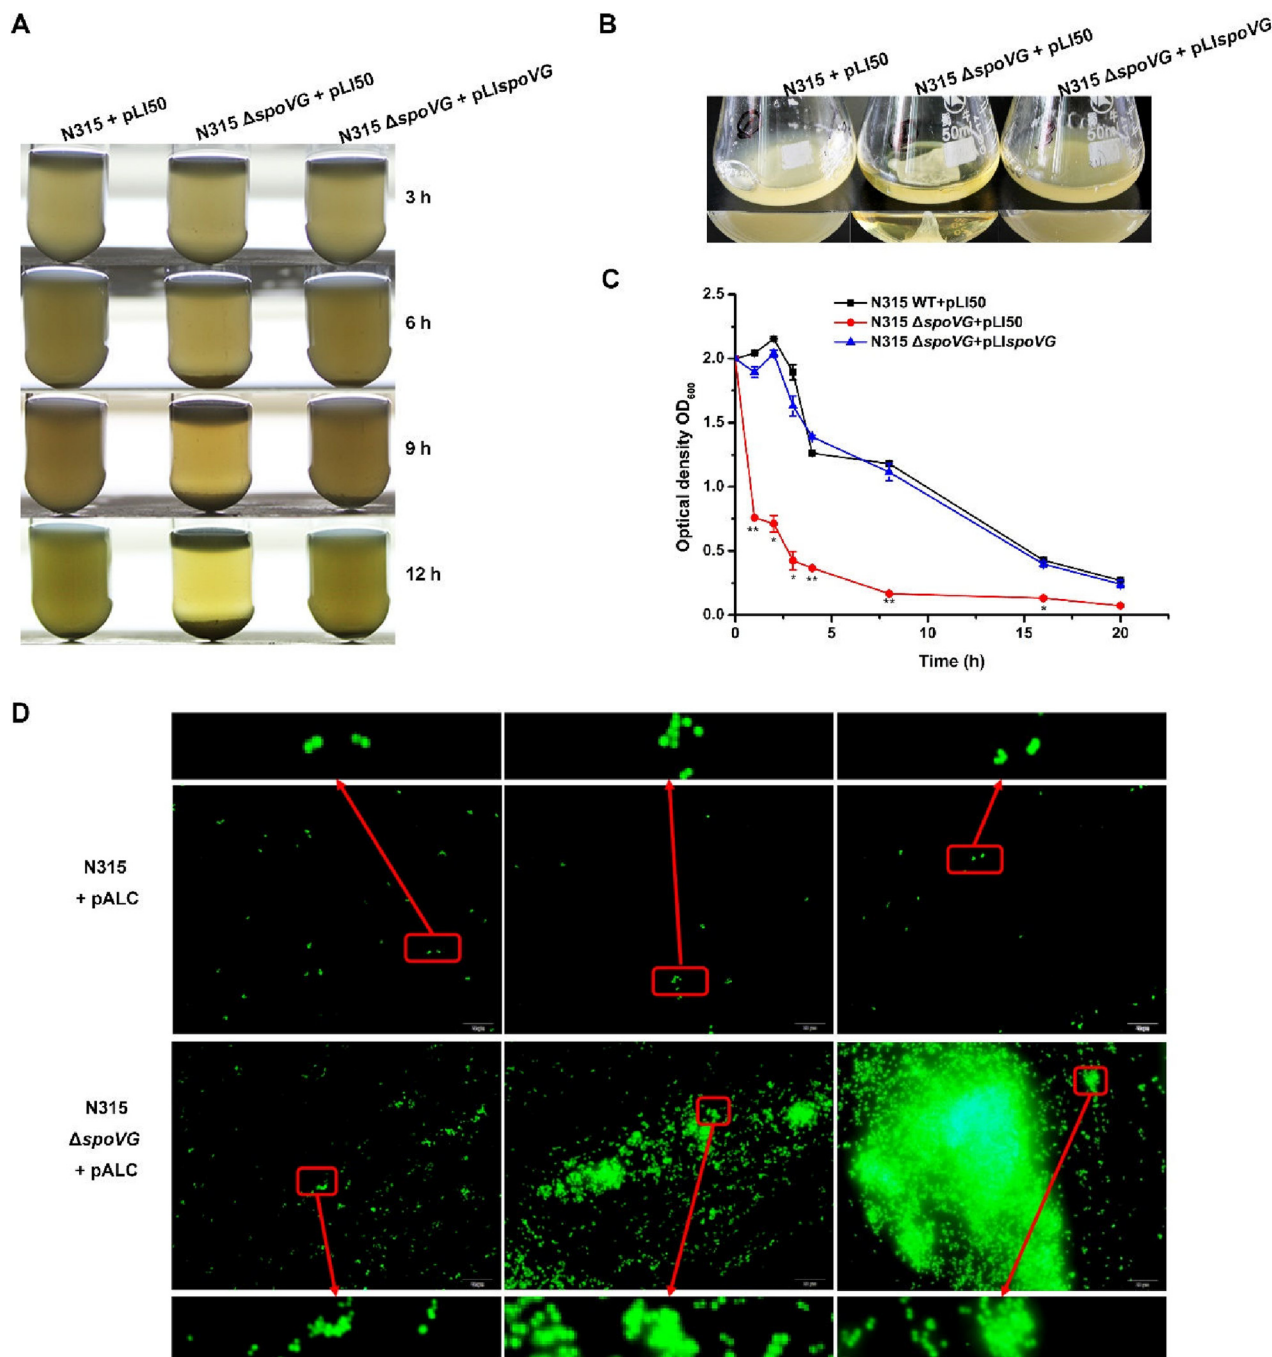 A
N315 + pLI50
N315 ΔspoVG + pLI50
N315 ΔspoVG + pLIspoVG
3 h
6 h
9 h
12 h
B
N315 + pLI50
N315 ΔspoVG + pLI50
N315 ΔspoVG + pLIspoVG
50ml
50ml
C
N315 WT+pLI50
N315 ΔspoVG+pLI50
N315 ΔspoVG+pLIspoVG
Optical density OD600
2.5
2.0
1.5
1.0
0.5
0.0
**
*
*
**
**
*
0
5
10
15
20
Time (h)
D
N315
+ pALC
N315
ΔspoVG
+ pALC